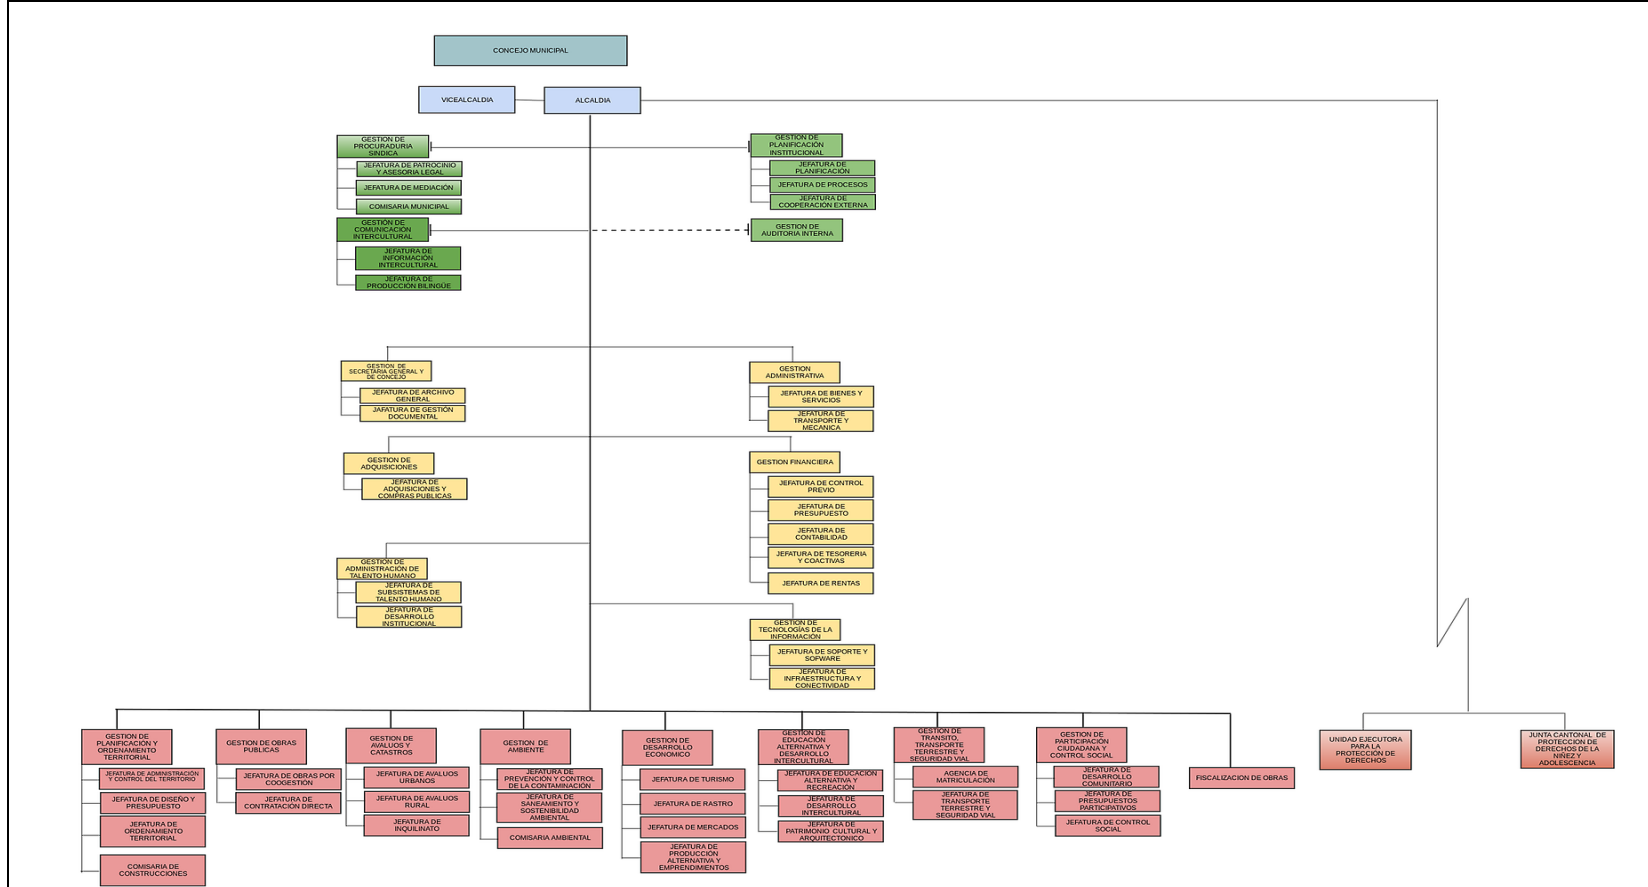 CONCEJO MUNICIPAL
VICEALCALDIA
ALCALDIA
GESTION DE
PROCURADURIA
SINDICA
JEFATURA DE PATROCINIO
Y ASESORIA LEGAL
JEFATURA DE MEDIACIÓN
COMISARIA MUNICIPAL
GESTIÓN DE
COMUNICACIÓN
INTERCULTURAL
JEFATURA DE
INFORMACIÓN
INTERCULTURAL
JEFATURA DE
PRODUCCIÓN BILINGÜE
GESTION DE
PLANIFICACIÓN
INSTITUCIONAL
JEFATURA DE
PLANIFICACIÓN
JEFATURA DE PROCESOS
JEFATURA DE
COOPERACIÓN EXTERNA
GESTION DE
AUDITORIA INTERNA
GESTION DE
SECRETARIA GENERAL Y
DE CONCEJO
JEFATURA DE ARCHIVO
GENERAL
JAFATURA DE GESTIÓN
DOCUMENTAL
GESTION
ADMINISTRATIVA
JEFATURA DE BIENES Y
SERVICIOS
JEFATURA DE
TRANSPORTE Y
MECANICA
GESTION DE
ADQUISICIONES
JEFATURA DE
ADQUISICIONES Y
COMPRAS PUBLICAS
GESTION FINANCIERA
JEFATURA DE CONTROL
PREVIO
JEFATURA DE
PRESUPUESTO
JEFATURA DE
CONTABILIDAD
JEFATURA DE TESORERIA
Y COACTIVAS
JEFATURA DE RENTAS
GESTIÓN DE
ADMINISTRACIÓN DE
TALENTO HUMANO
JEFATURA DE
SUBSISTEMAS DE
TALENTO HUMANO
JEFATURA DE
DESARROLLO
INSTITUCIONAL
GESTIÓN DE
TECNOLOGÍAS DE LA
INFORMACIÓN
JEFATURA DE SOPORTE Y
SOFWARE
JEFATURA DE
INFRAESTRUCTURA Y
CONECTIVIDAD
GESTION DE
PLANIFICACIÓN Y
ORDENAMIENTO
TERRITORIAL
JEFATURA DE ADMINISTRACIÓN
Y CONTROL DEL TERRITORIO
JEFATURA DE DISEÑO Y
PRESUPUESTO
JEFATURA DE
ORDENAMIENTO
TERRITORIAL
COMISARIA DE
CONSTRUCCIONES
GESTION DE OBRAS
PUBLICAS
JEFATURA DE OBRAS POR
COOGESTIÓN
JEFATURA DE
CONTRATACIÓN DIRECTA
GESTION DE
AVALUOS Y
CATASTROS
JEFATURA DE AVALUOS
URBANOS
JEFATURA DE AVALUOS
RURAL
JEFATURA DE
INQUILINATO
GESTION DE
AMBIENTE
JEFATURA DE
PREVENCIÓN Y CONTROL
DE LA CONTAMINACIÓN
JEFATURA DE
SANEAMIENTO Y
SOSTENIBILIDAD
AMBIENTAL
COMISARIA AMBIENTAL
GESTION DE
DESARROLLO
ECONOMICO
JEFATURA DE TURISMO
JEFATURA DE RASTRO
JEFATURA DE MERCADOS
JEFATURA DE
PRODUCCIÓN
ALTERNATIVA Y
EMPRENDIMIENTOS
GESTION DE
EDUCACIÓN
ALTERNATIVA Y
DESARROLLO
INTERCULTURAL
JEFATURA DE EDUCACIÓN
ALTERNATIVA Y
RECREACIÓN
JEFATURA DE
DESARROLLO
INTERCULTURAL
JEFATURA DE
PATRIMONIO CULTURAL Y
ARQUITECTONICO
GESTION DE
TRANSITO,
TRANSPORTE
TERRESTRE Y
SEGURIDAD VIAL
AGENCIA DE
MATRICULACIÓN
JEFATURA DE
TRANSPORTE
TERRESTRE Y
SEGURIDAD VIAL
GESTION DE
PARTICIPACIÓN
CIUDADANA Y
CONTROL SOCIAL
JEFATURA DE
DESARROLLO
COMUNITARIO
JEFATURA DE
PRESUPUESTOS
PARTICIPATIVOS
JEFATURA DE CONTROL
SOCIAL
FISCALIZACION DE OBRAS
UNIDAD EJECUTORA
PARA LA
PROTECCIÓN DE
DERECHOS
JUNTA CANTONAL DE
PROTECCION DE
DERECHOS DE LA
NIÑEZ Y
ADOLESCENCIA